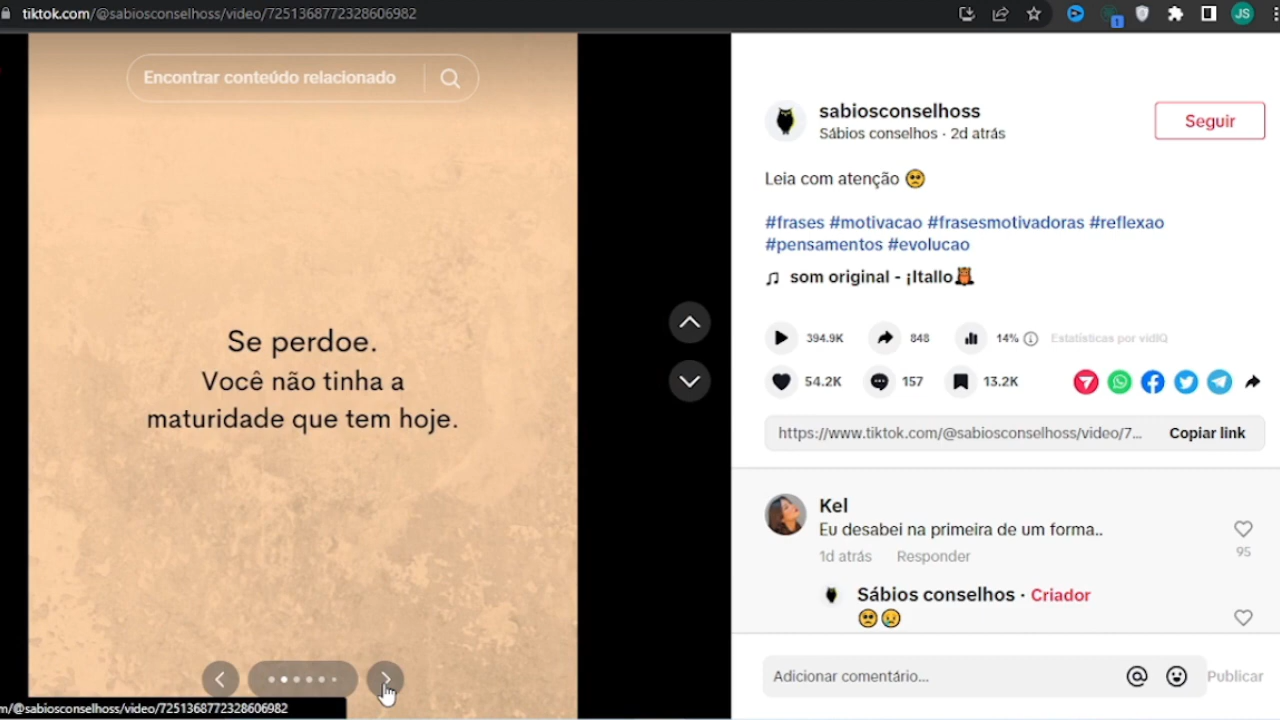 tiktok.com/@sabiosconselhoss/video/7251368772328606982
1
JS
Encontrar conteúdo relacionado
Se perdoe.
Você não tinha a
maturidade que tem hoje.
m/@sabiosconselhoss/video/7251368772328606982
sabiosconselhoss
Sábios conselhos · 2d atrás
Seguir
Leia com atenção 🥺
#frases #motivacao #frasesmotivadoras #reflexao
#pensamentos #evolucao
som original - ¡Itallo🦉
394.9K 848 14% Estatísticas por vidIQ
54.2K 157 13.2K
https://www.tiktok.com/@sabiosconselhoss/video/7... Copiar link
Kel
Eu desabei na primeira de um forma..
95
1d atrás Responder
Sábios conselhos · Criador
🥺😢
Adicionar comentário... Publicar